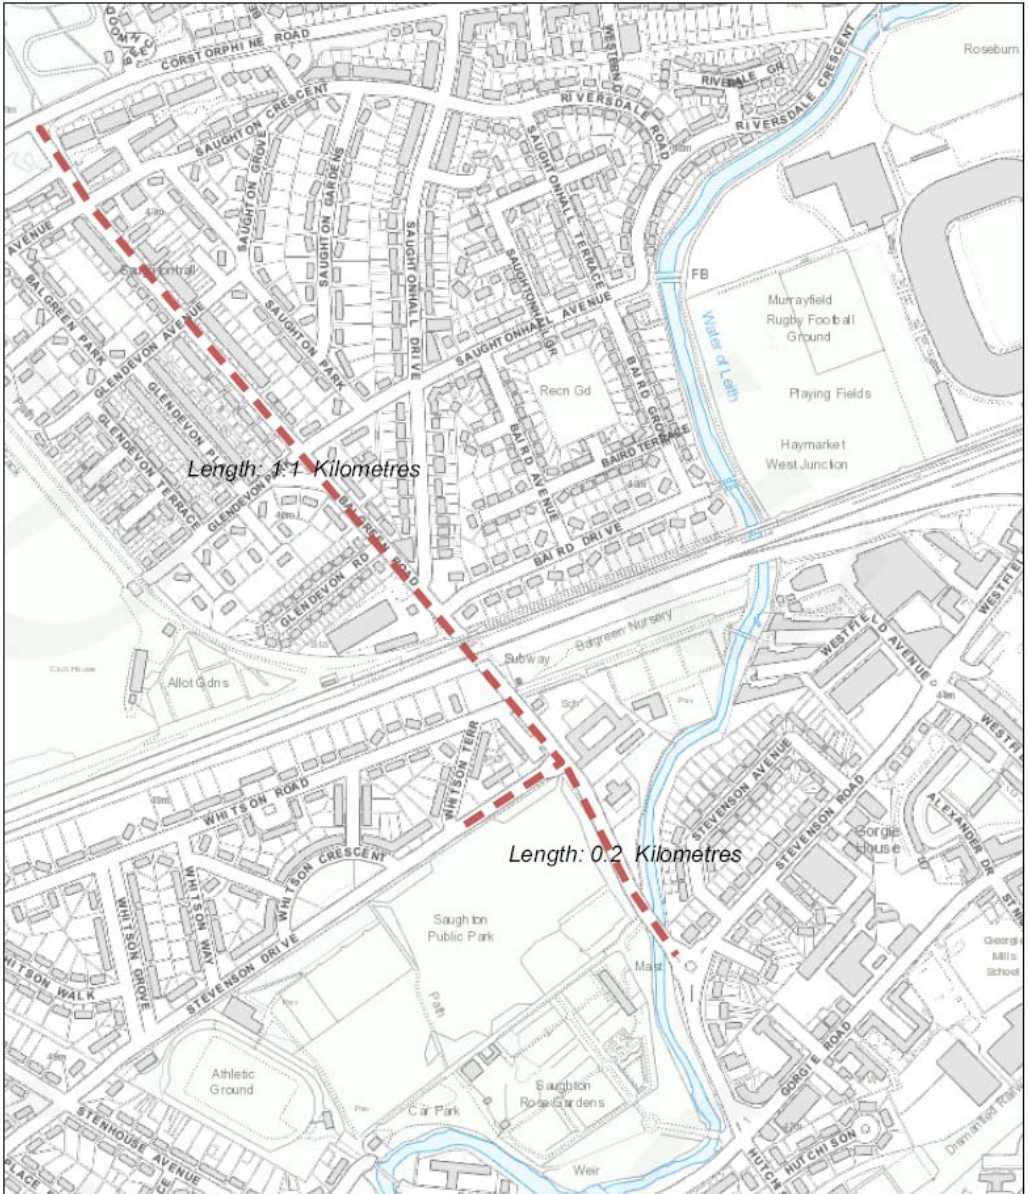 CORSTORPHINE ROAD
Roseburn
WESTERN
RIVERSDALE GR
RIVERSDALE CRESCENT
RIVERSDALE ROAD
SAUGHTON CRESCENT
SAUGHTON GROVE
SAUGHTON GARDENS
SAUGHTONHALL DRIVE
SAUGHTONHALL TERRACE
43m
AVENUE
Saughtonhall
BALGREEN PARK
GLENDEVON AVENUE
SAUGHTON PARK
SAUGHTONHALL AVENUE
SAUGHTONHALL GR
FB
Water of Leith
Murrayfield
Rugby Football
Ground
Playing Fields
Recn Gd
BAIRD GROVE
Path
GLENDEVON TERRACE
BAIRD AVENUE
BAIRD TERRACE
Haymarket
West Junction
Length: 1.1 Kilometres
BALGREEN ROAD
GLENDEVON RD
BAIRD DRIVE
Balgreen Nursery
Subway
Sch
Pav
WESTFIELD AVENUE
Club House
Allot Gdns
WHITSON TERR
WHITSON ROAD
STEVENSON AVENUE
STEVENSON ROAD
ALEXANDER DR
Gorgie
House
Length: 0.2 Kilometres
WHITSON CRESCENT
WHITSON WAY
WHITSON GROVE
STEVENSON DRIVE
Saughton
Public Park
Mast
Path
Gorgie
Mills
School
GORGIE ROAD
Athletic
Ground
Car Park
Saughton
Rose Gardens
Weir
STENHOUSE AVENUE
PLACE
HUTCHISON
Dismantled